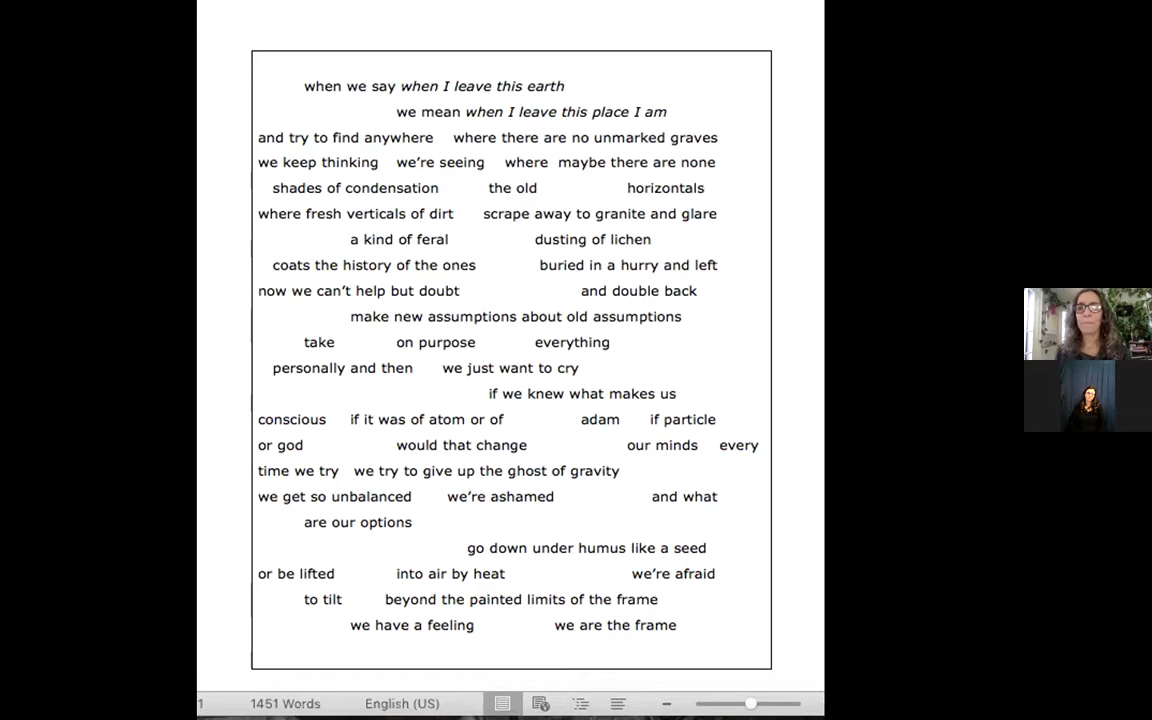 when we say when I leave this earth
we mean when I leave this place I am
and try to find anywhere where there are no unmarked graves
we keep thinking we're seeing where maybe there are none
shades of condensation the old horizontals
where fresh verticals of dirt scrape away to granite and glare
a kind of feral dusting of lichen
coats the history of the ones buried in a hurry and left
now we can't help but doubt and double back
make new assumptions about old assumptions
take on purpose everything
personally and then we just want to cry
if we knew what makes us
conscious if it was of atom or of adam if particle
or god would that change our minds every
time we try we try to give up the ghost of gravity
we get so unbalanced we're ashamed and what
are our options
go down under humus like a seed
or be lifted into air by heat we're afraid
to tilt beyond the painted limits of the frame
we have a feeling we are the frame
1 1451 Words English (US)